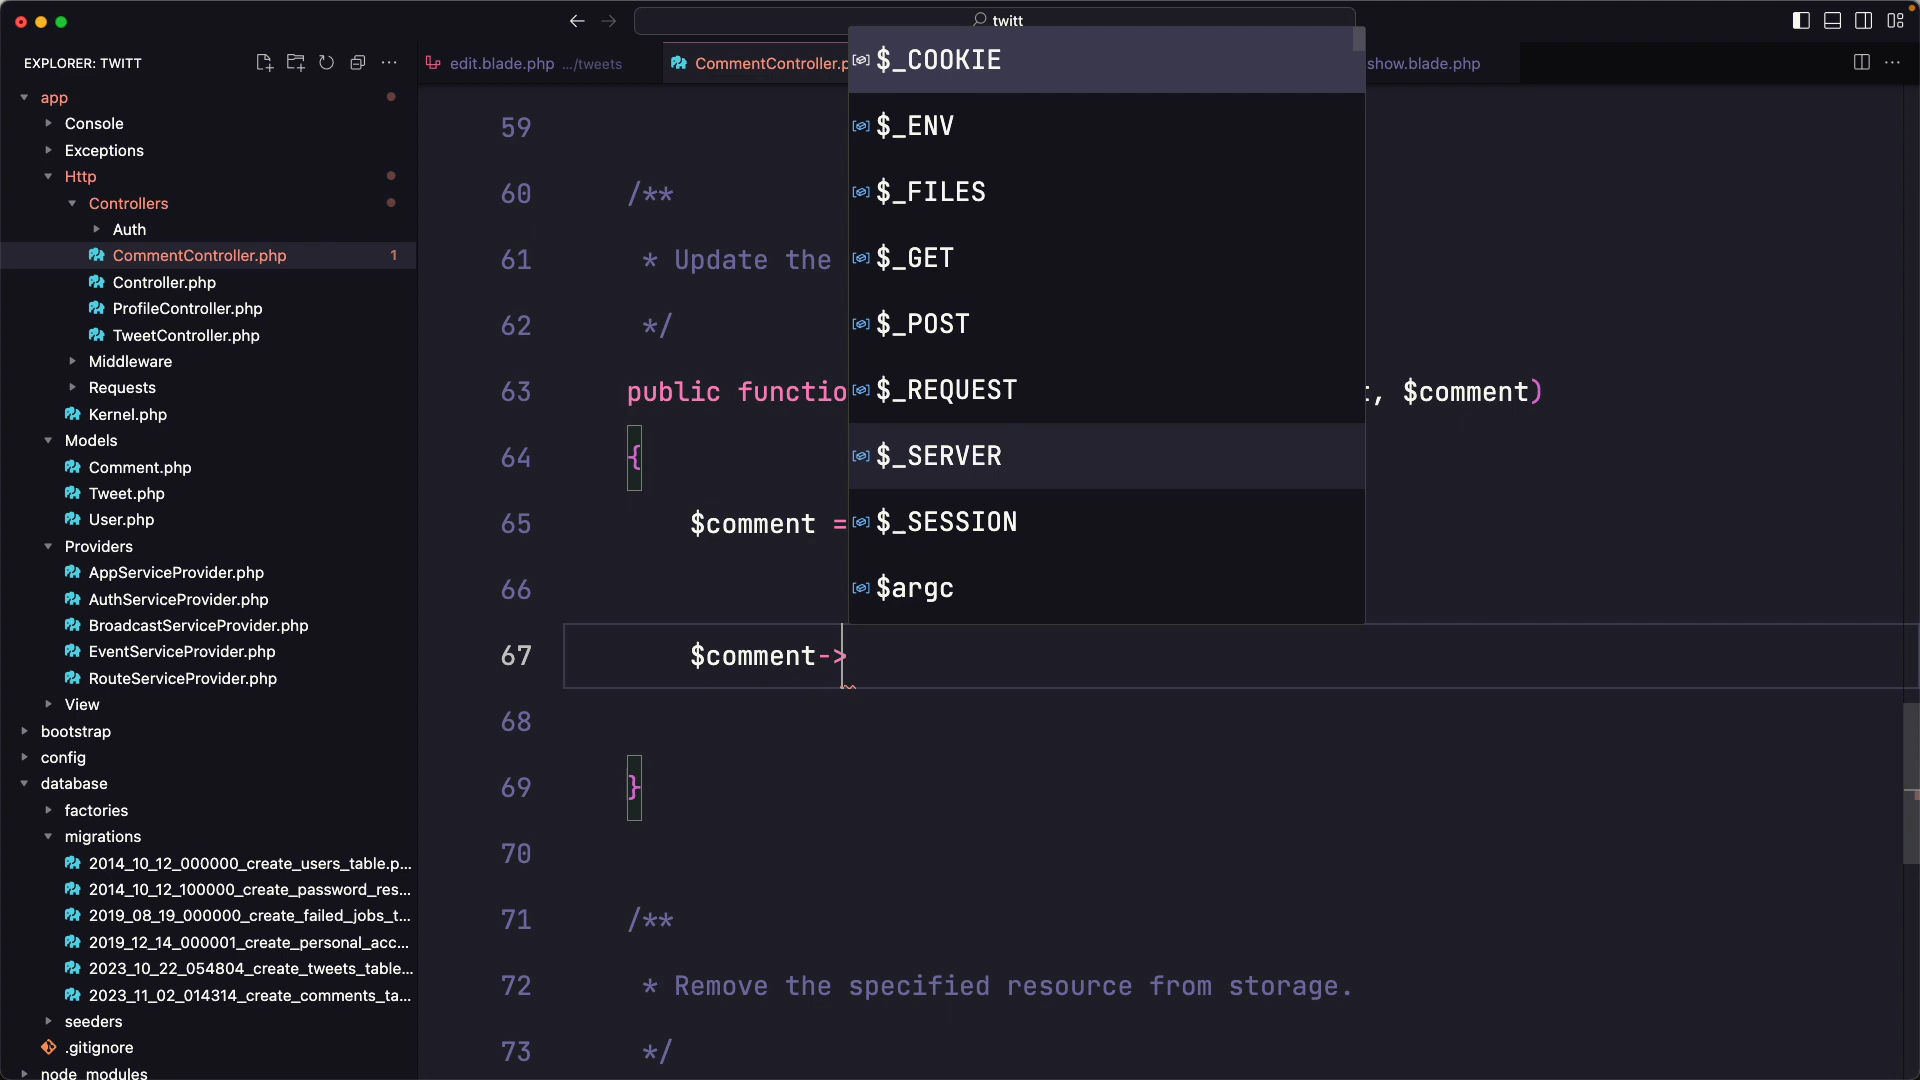 twitt
EXPLORER: TWITT
edit.blade.php .../tweets
CommentController.p
show.blade.php
app
Console
Exceptions
Http
Controllers
Auth
CommentController.php 1
Controller.php
ProfileController.php
TweetController.php
Middleware
Requests
Kernel.php
Models
Comment.php
Tweet.php
User.php
Providers
AppServiceProvider.php
AuthServiceProvider.php
BroadcastServiceProvider.php
EventServiceProvider.php
RouteServiceProvider.php
View
bootstrap
config
database
factories
migrations
2014_10_12_000000_create_users_table.p...
2014_10_12_100000_create_password_res...
2019_08_19_000000_create_failed_jobs_t...
2019_12_14_000001_create_personal_acc...
2023_10_22_054804_create_tweets_table...
2023_11_02_014314_create_comments_ta...
seeders
.gitignore
node_modules
59
60 /**
61 * Update the
62 */
63 public functio t, $comment)
64 {
65 $comment =
66
67 $comment->
68
69 }
70
71 /**
72 * Remove the specified resource from storage.
73 */
$_COOKIE
$_ENV
$_FILES
$_GET
$_POST
$_REQUEST
$_SERVER
$_SESSION
$argc